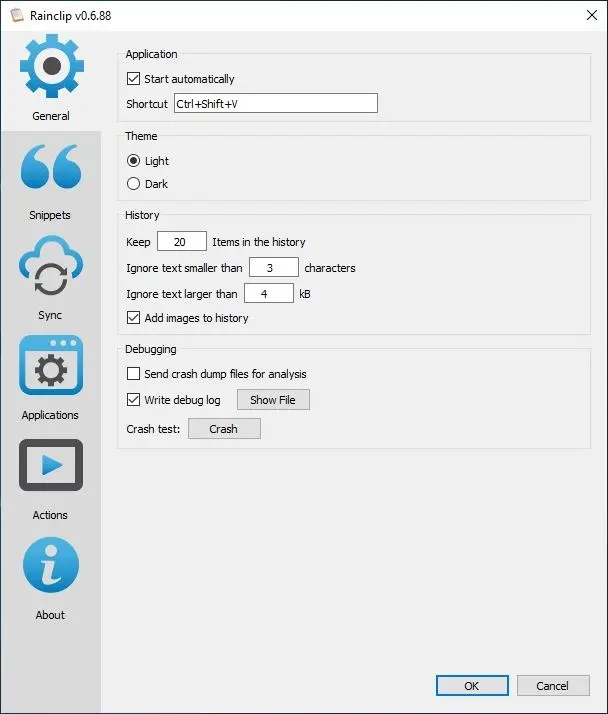 Rainclip v0.6.88
General
Snippets
Sync
Applications
Actions
About
Application
Start automatically
Shortcut Ctrl+Shift+V
Theme
Light
Dark
History
Keep 20 Items in the history
Ignore text smaller than 3 characters
Ignore text larger than 4 kB
Add images to history
Debugging
Send crash dump files for analysis
Write debug log Show File
Crash test: Crash
OK Cancel